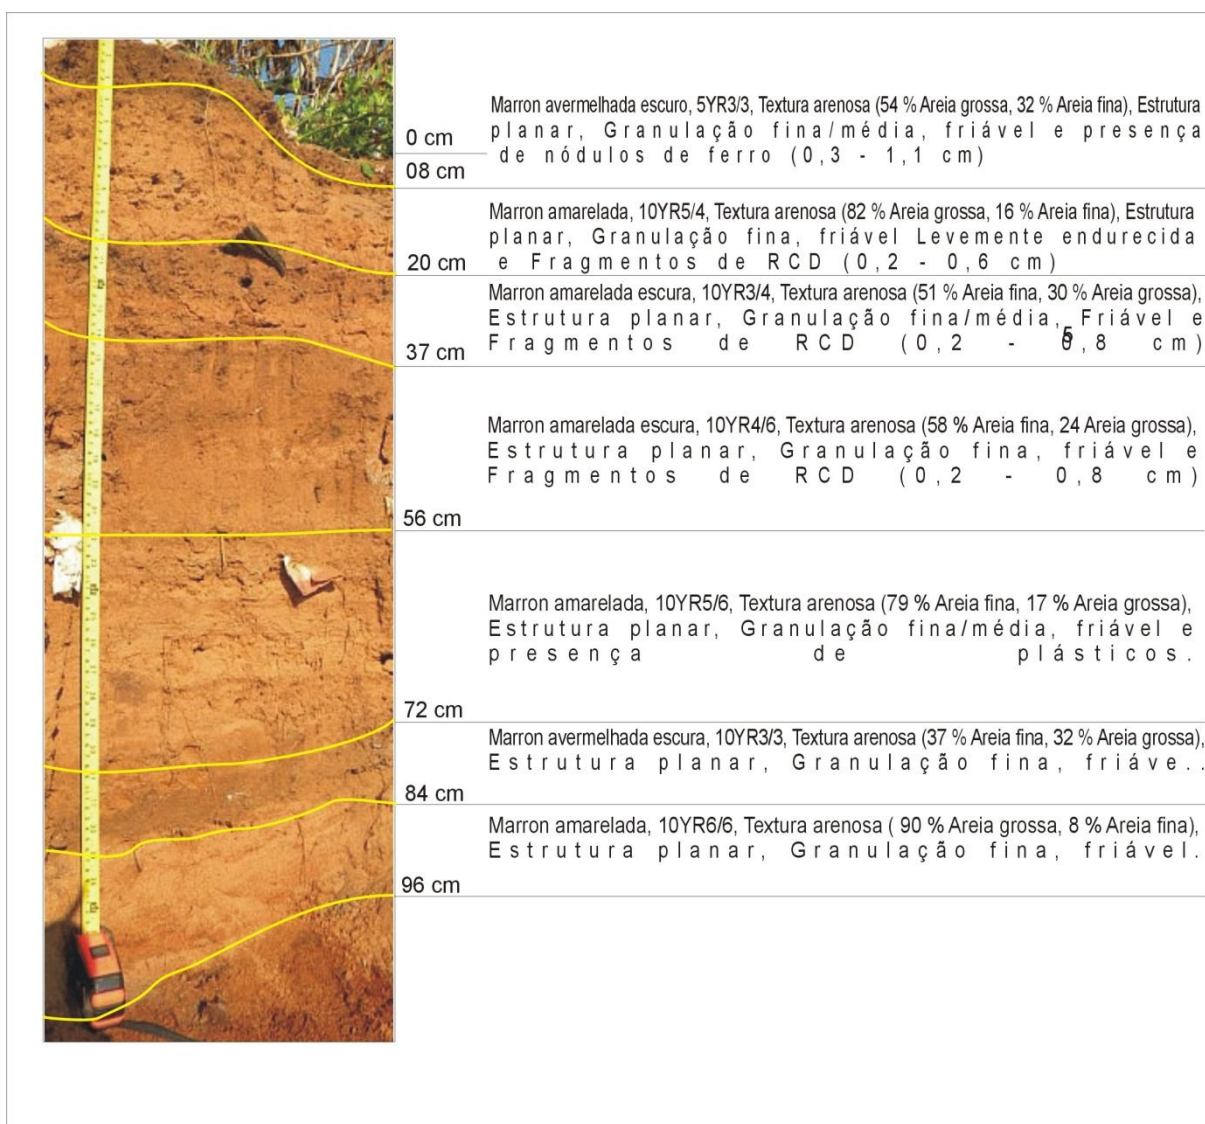 Marron avermelhada escuro, 5YR3/3, Textura arenosa (54 % Areia grossa, 32 % Areia fina), Estrutura
planar, Granulação fina/média, friável e presença
de nódulos de ferro (0,3 - 1,1 cm)
0 cm
08 cm
Marron amarelada, 10YR5/4, Textura arenosa (82 % Areia grossa, 16 % Areia fina), Estrutura
planar, Granulação fina, friável Levemente endurecida
e Fragmentos de RCD (0,2 - 0,6 cm)
20 cm
Marron amarelada escura, 10YR3/4, Textura arenosa (51 % Areia fina, 30 % Areia grossa),
Estrutura planar, Granulação fina/média, Friável e
Fragmentos de RCD (0,2 - 0,8 cm)
5
37 cm
Marron amarelada escura, 10YR4/6, Textura arenosa (58 % Areia fina, 24 Areia grossa),
Estrutura planar, Granulação fina, friável e
Fragmentos de RCD (0,2 - 0,8 cm)
56 cm
Marron amarelada, 10YR5/6, Textura arenosa (79 % Areia fina, 17 % Areia grossa),
Estrutura planar, Granulação fina/média, friável e
presença de plásticos.
72 cm
Marron avermelhada escura, 10YR3/3, Textura arenosa (37 % Areia fina, 32 % Areia grossa),
Estrutura planar, Granulação fina, friáve..
84 cm
Marron amarelada, 10YR6/6, Textura arenosa ( 90 % Areia grossa, 8 % Areia fina),
Estrutura planar, Granulação fina, friável.
96 cm